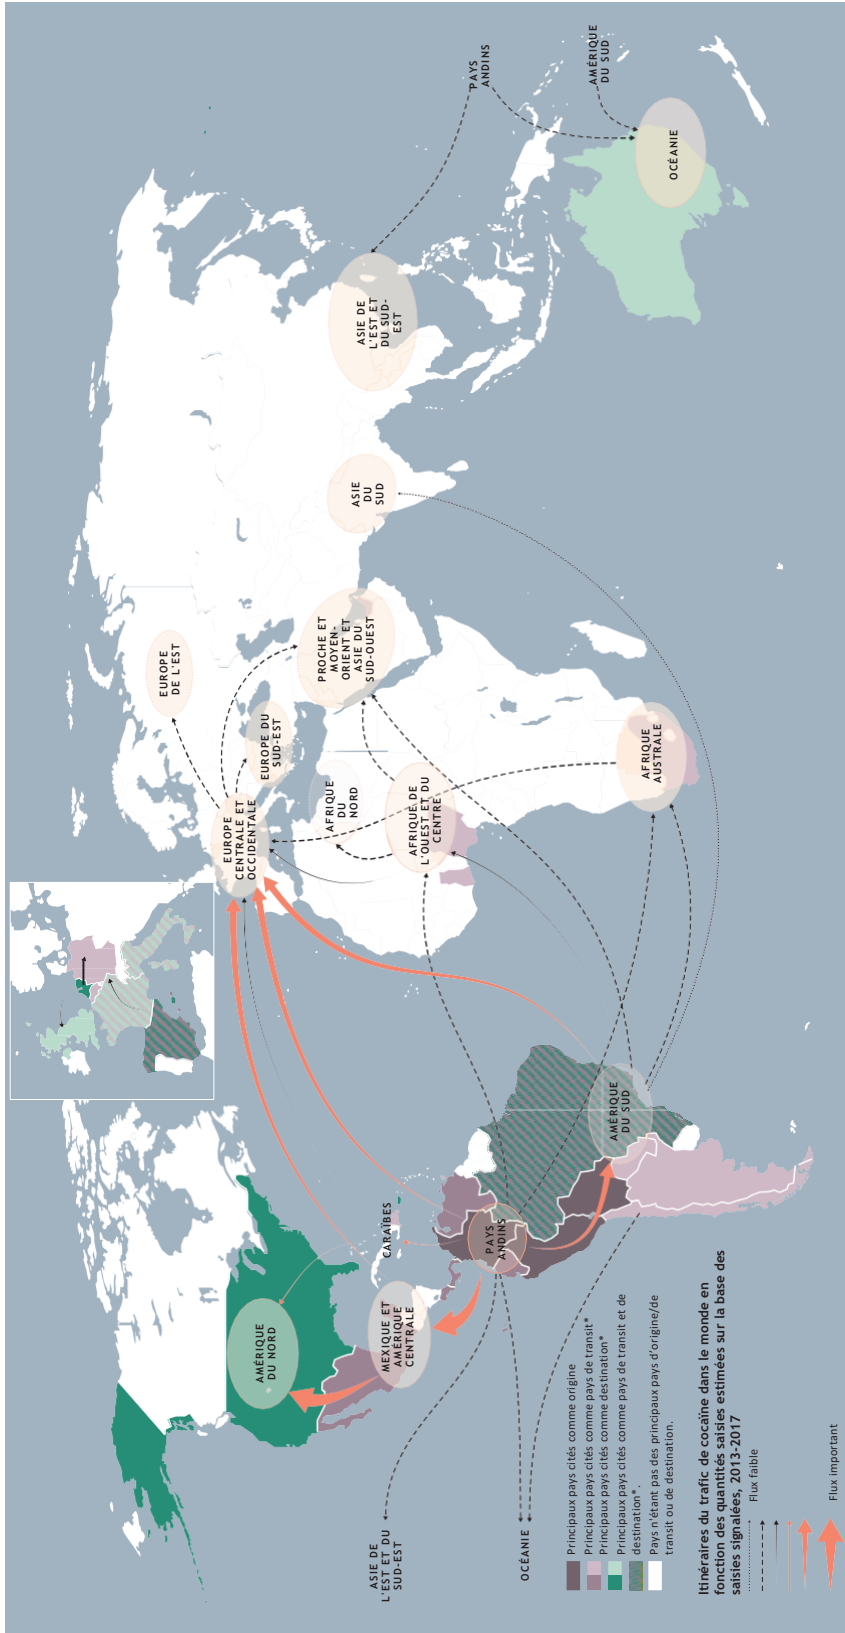 AMÉRIQUE
DU NORD
MEXIQUE ET
AMÉRIQUE
CENTRALE
CARAÏBES
PAYS
ANDINS
AMÉRIQUE
DU SUD
ASIE DE
L'EST ET DU
SUD-EST
OCÉANIE
EUROPE
CENTRALE ET
OCCIDENTALE
EUROPE
DE L'EST
EUROPE DU
SUD-EST
AFRIQUE
DU
NORD
AFRIQUE DE
L'OUEST ET DU
CENTRE
AFRIQUE
AUSTRALE
PROCHE ET
MOYEN-
ORIENT ET
ASIE DU
SUD-OUEST
ASIE
DU
SUD
ASIE DE
L'EST ET
DU SUD-
EST
PAYS
ANDINS
AMÉRIQUE
DU SUD
OCÉANIE
Principaux pays cités comme origine
Principaux pays cités comme pays de transit*
Principaux pays cités comme destination*
Principaux pays cités comme pays de transit et de
destination*.
Pays n'étant pas des principaux pays d'origine/de
transit ou de destination.
Itinéraires du trafic de cocaïne dans le monde en
fonction des quantités saisies estimées sur la base des
saisies signalées, 2013-2017
Flux faible
Flux important